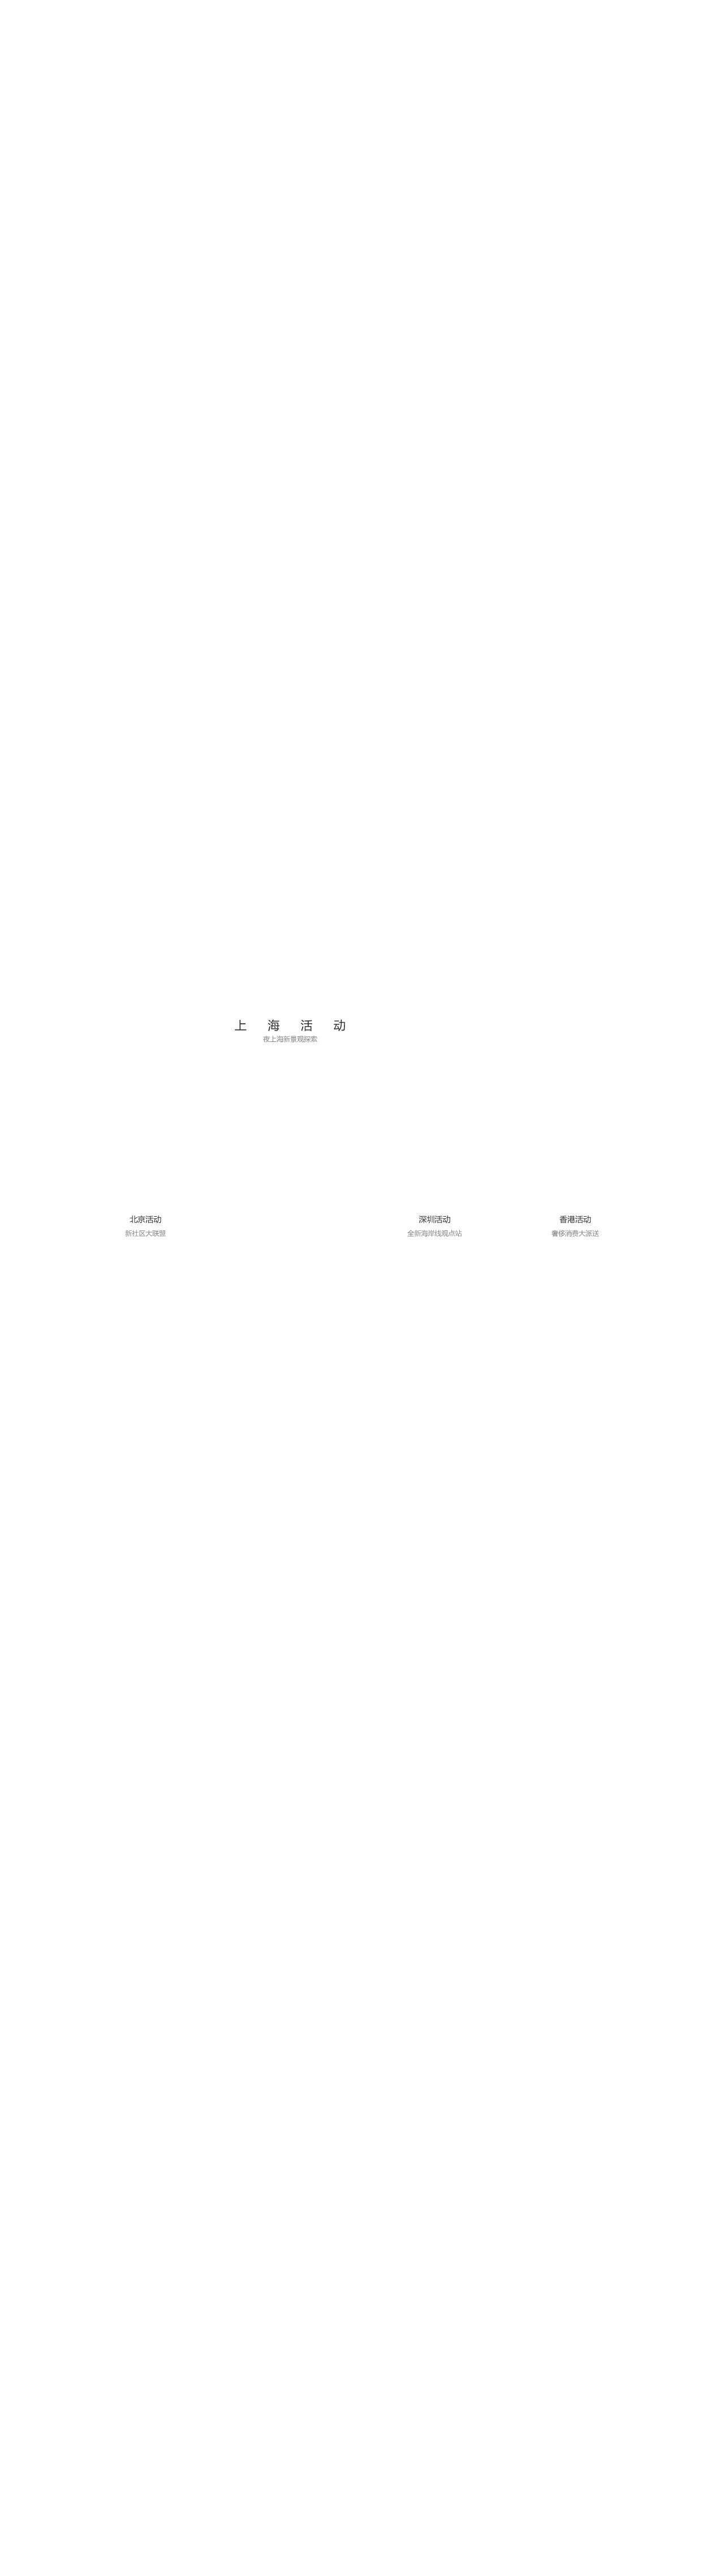 上海活动
夜上海新景观探索
北京活动
新社区大联盟
深圳活动
全新海岸线观点站
香港活动
奢侈消费大派送